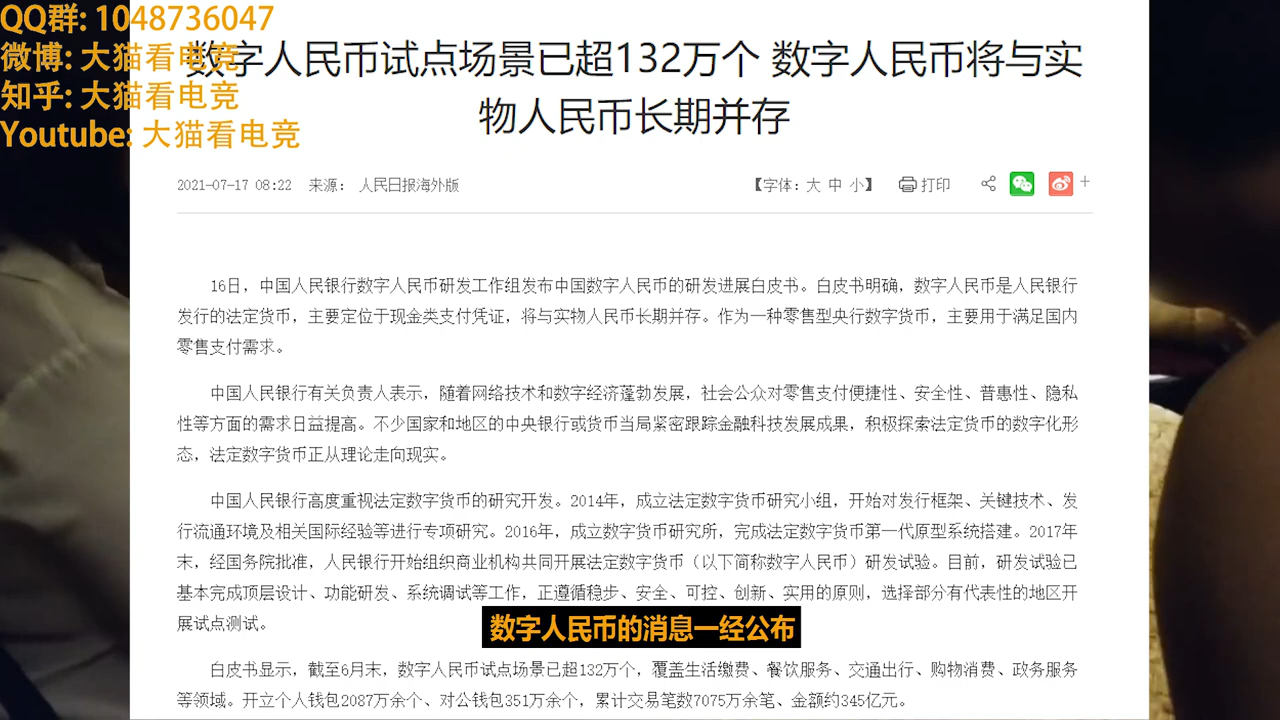 QQ群: 1048736047
微博: 大猫看电竞
知乎: 大猫看电竞
Youtube: 大猫看电竞
数字人民币试点场景已超132万个 数字人民币将与实
物人民币长期并存
2021-07-17 08:22 来源： 人民日报海外版 【字体：大 中 小】 打印
16日，中国人民银行数字人民币研发工作组发布中国数字人民币的研发进展白皮书。白皮书明确，数字人民币是人民银行
发行的法定货币，主要定位于现金类支付凭证，将与实物人民币长期并存。作为一种零售型央行数字货币，主要用于满足国内
零售支付需求。
中国人民银行有关负责人表示，随着网络技术和数字经济蓬勃发展，社会公众对零售支付便捷性、安全性、普惠性、隐私
性等方面的需求日益提高。不少国家和地区的中央银行或货币当局紧密跟踪金融科技发展成果，积极探索法定货币的数字化形
态，法定数字货币正从理论走向现实。
中国人民银行高度重视法定数字货币的研究开发。2014年，成立法定数字货币研究小组，开始对发行框架、关键技术、发
行流通环境及相关国际经验等进行专项研究。2016年，成立数字货币研究所，完成法定数字货币第一代原型系统搭建。2017年
末，经国务院批准，人民银行开始组织商业机构共同开展法定数字货币（以下简称数字人民币）研发试验。目前，研发试验已
基本完成顶层设计、功能研发、系统调试等工作，正遵循稳步、安全、可控、创新、实用的原则，选择部分有代表性的地区开
展试点测试。
数字人民币的消息一经公布
白皮书显示，截至6月末，数字人民币试点场景已超132万个，覆盖生活缴费、餐饮服务、交通出行、购物消费、政务服务
等领域。开立个人钱包2087万余个、对公钱包351万余个，累计交易笔数7075万余笔、金额约345亿元。